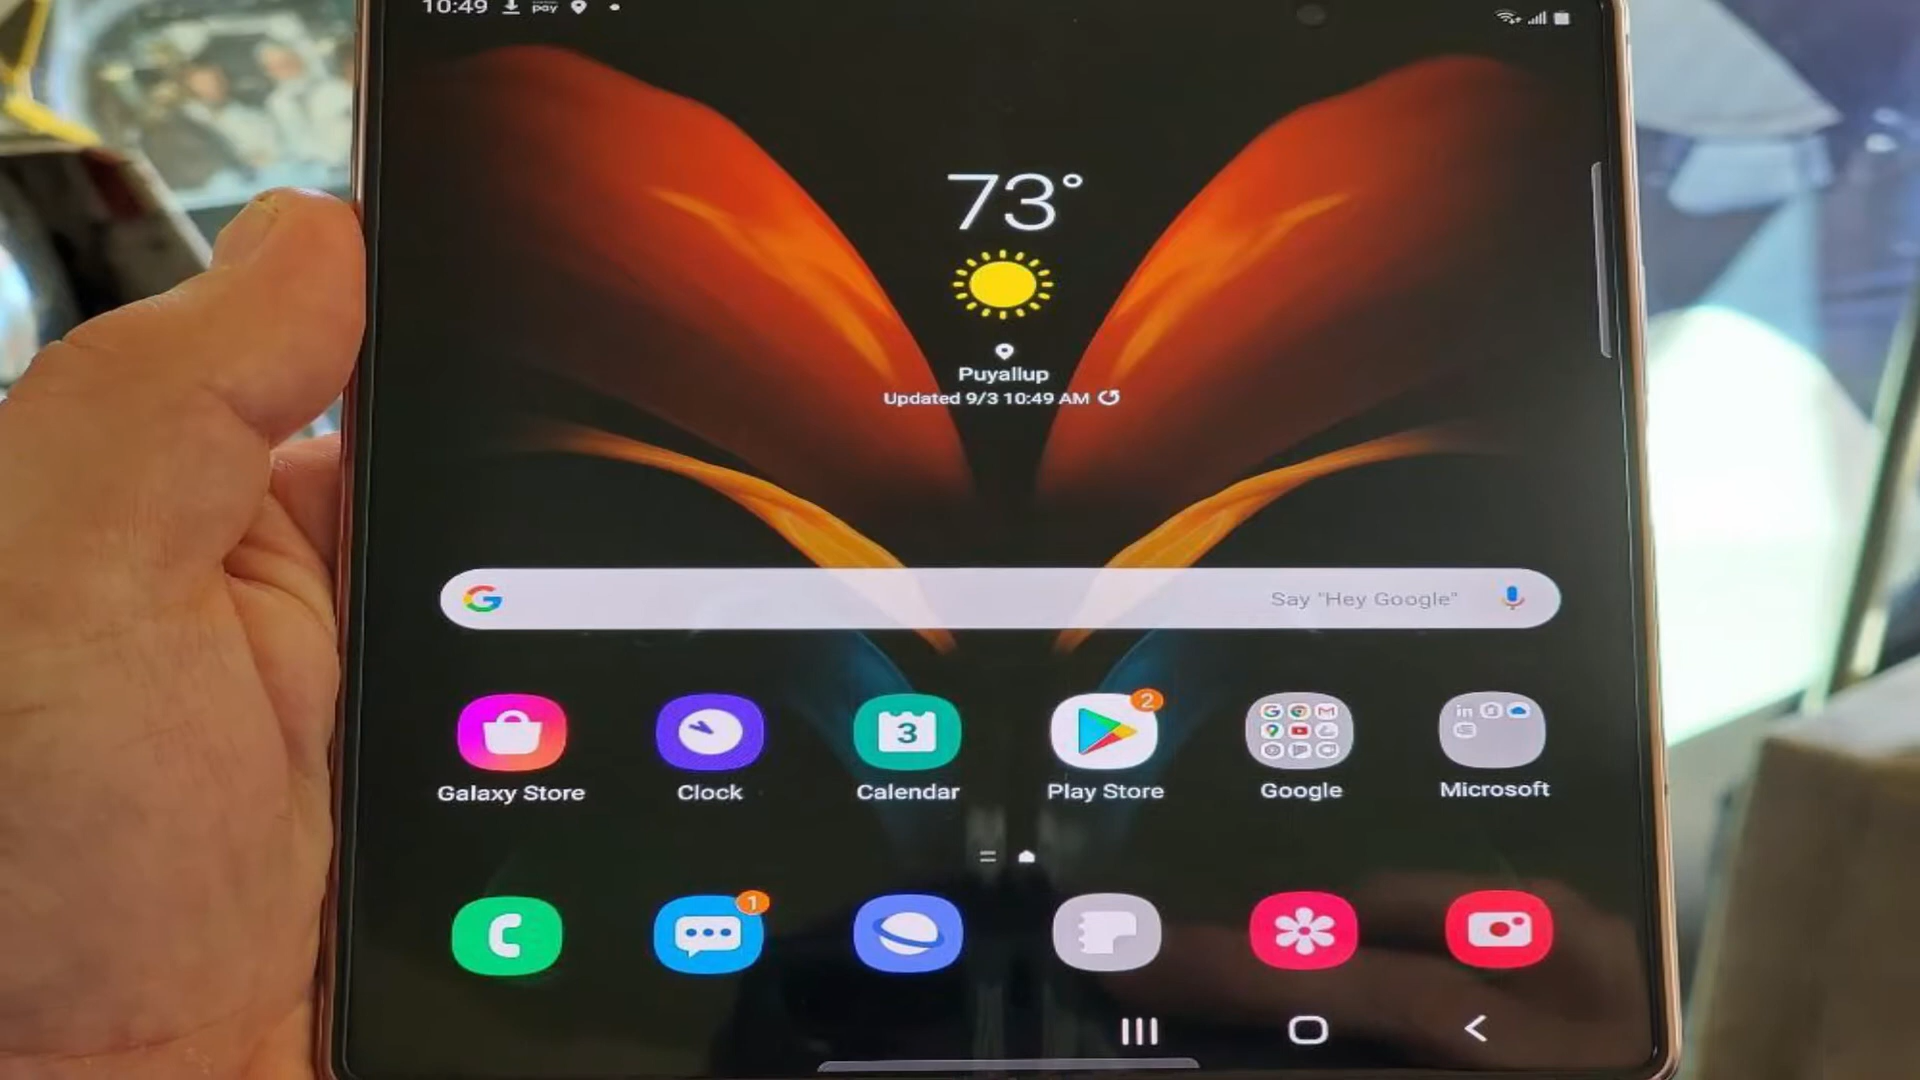 10:49 pay
73°
Puyallup
Updated 9/3 10:49 AM
G Say "Hey Google"
3 2
Galaxy Store Clock Calendar Play Store Google Microsoft
1